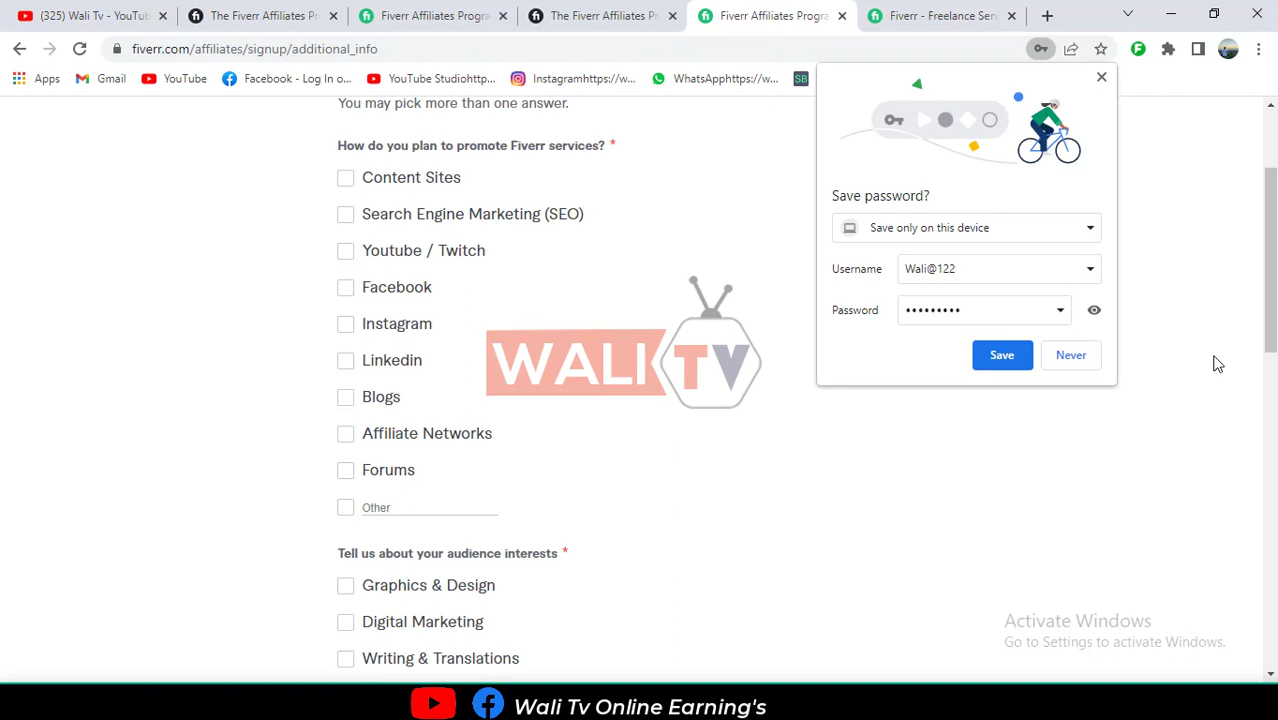 (325) Wali Tv - YouTub
The Fiverr Affiliates Pr
Fiverr Affiliates Progra
The Fiverr Affiliates P
Fiverr Affiliates Progra
Fiverr - Freelance Serv
fiverr.com/affiliates/signup/additional_info
Apps
Gmail
YouTube
Facebook - Log In o...
YouTube Studiohttp...
Instagramhttps://w...
WhatsApphttps://w...
SB
You may pick more than one answer.
How do you plan to promote Fiverr services? *
Content Sites
Search Engine Marketing (SEO)
Youtube / Twitch
Facebook
Instagram
Linkedin
Blogs
Affiliate Networks
Forums
Other
Tell us about your audience interests *
Graphics & Design
Digital Marketing
Writing & Translations
Save password?
Save only on this device
Username
Wali@122
Password
•••••••••
Save
Never
WALI TV
Activate Windows
Go to Settings to activate Windows.
Wali Tv Online Earning's